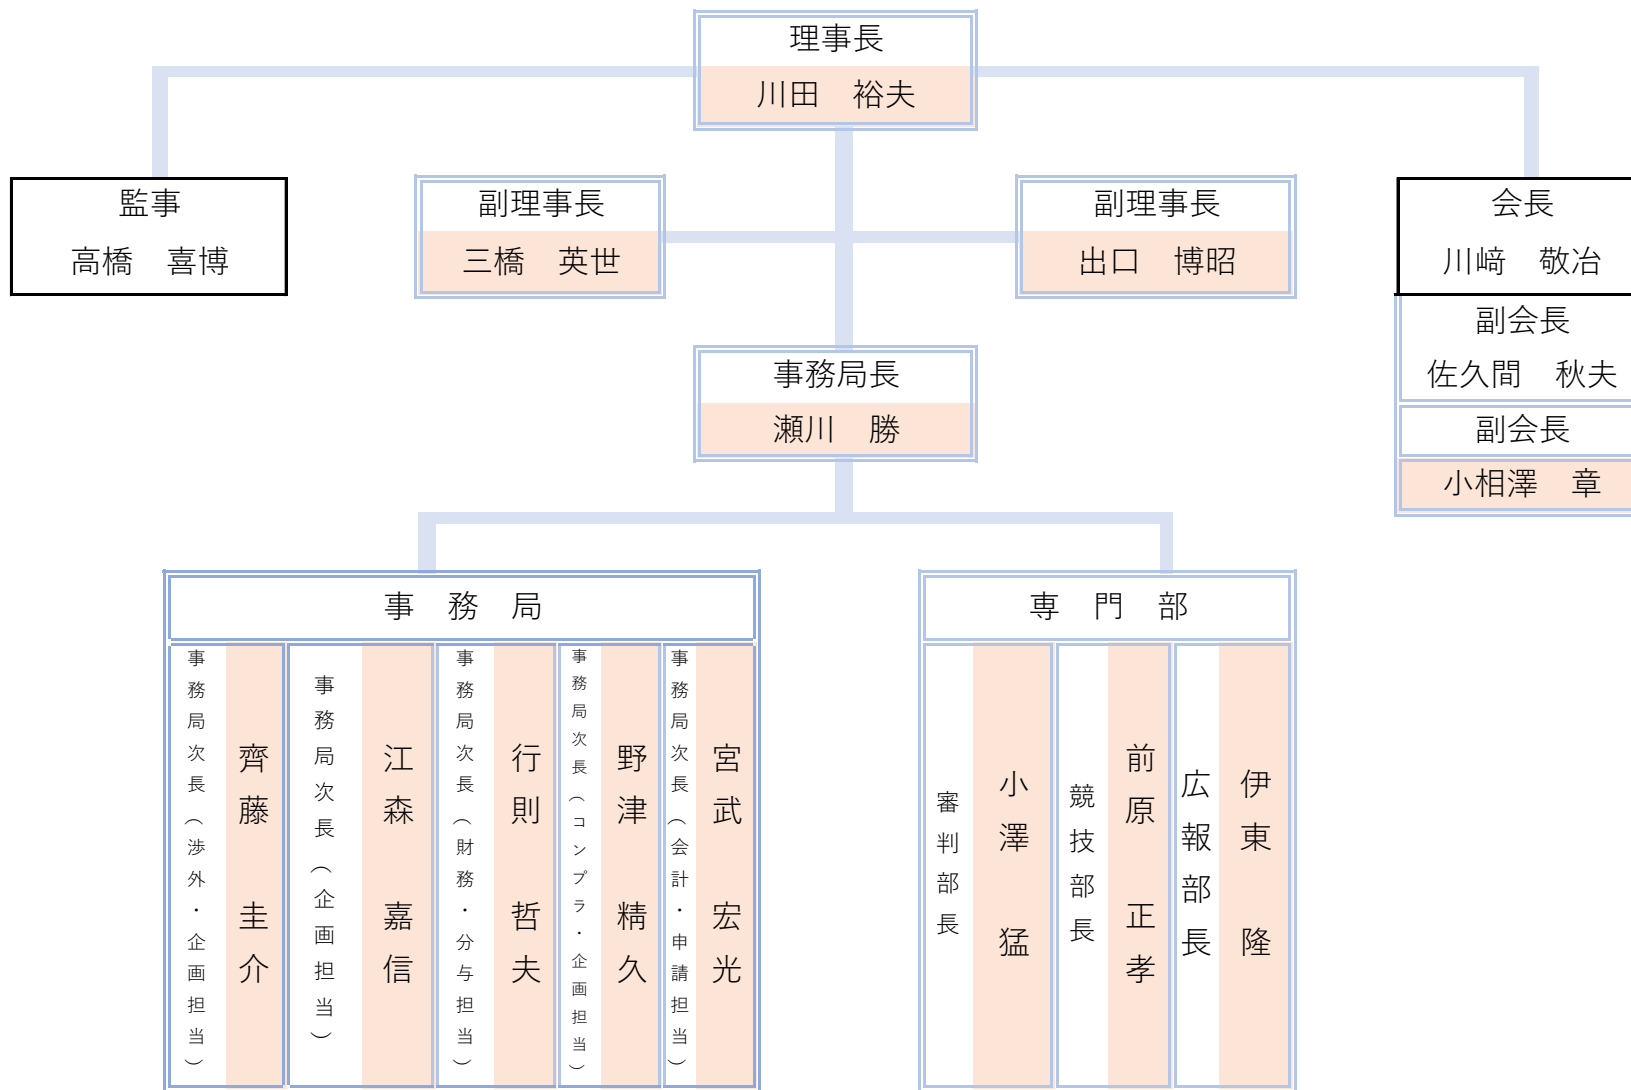 理事長
川田　裕夫
監事
高橋　喜博
副理事長
三橋　英世
副理事長
出口　博昭
会長
川﨑　敬冶
副会長
佐久間　秋夫
副会長
小相澤　章
事務局長
瀬川　勝
事　務　局
事務局次長（渉外・企画担当）
齊藤　圭介
事務局次長（企画担当）
江森　嘉信
事務局次長（財務・分与担当）
行則　哲夫
事務局次長（コンプラ・企画担当）
野津　精久
事務局次長（会計・申請担当）
宮武　宏光
専　門　部
審判部長
小澤　猛
競技部長
前原　正孝
広報部長
伊東　隆